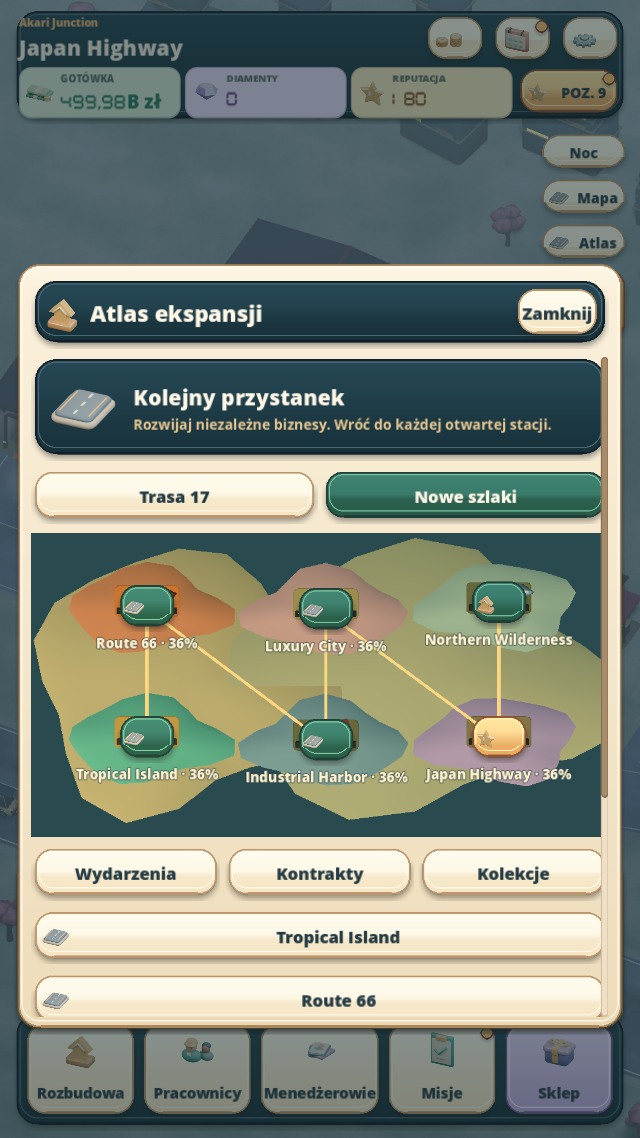 Akari Junction
Japan Highway
GOTÓWKA
499,98B zł
DIAMENTY
0
REPUTACJA
180
POZ. 9
Noc
Mapa
Atlas
Atlas ekspansji
Zamknij
Kolejny przystanek
Rozwijaj niezależne biznesy. Wróć do każdej otwartej stacji.
Trasa 17
Nowe szlaki
Route 66 · 36%
Luxury City · 36%
Northern Wilderness
Tropical Island · 36%
Industrial Harbor · 36%
Japan Highway · 36%
Wydarzenia
Kontrakty
Kolekcje
Tropical Island
Route 66
Rozbudowa
Pracownicy
Menedżerowie
Misje
Sklep